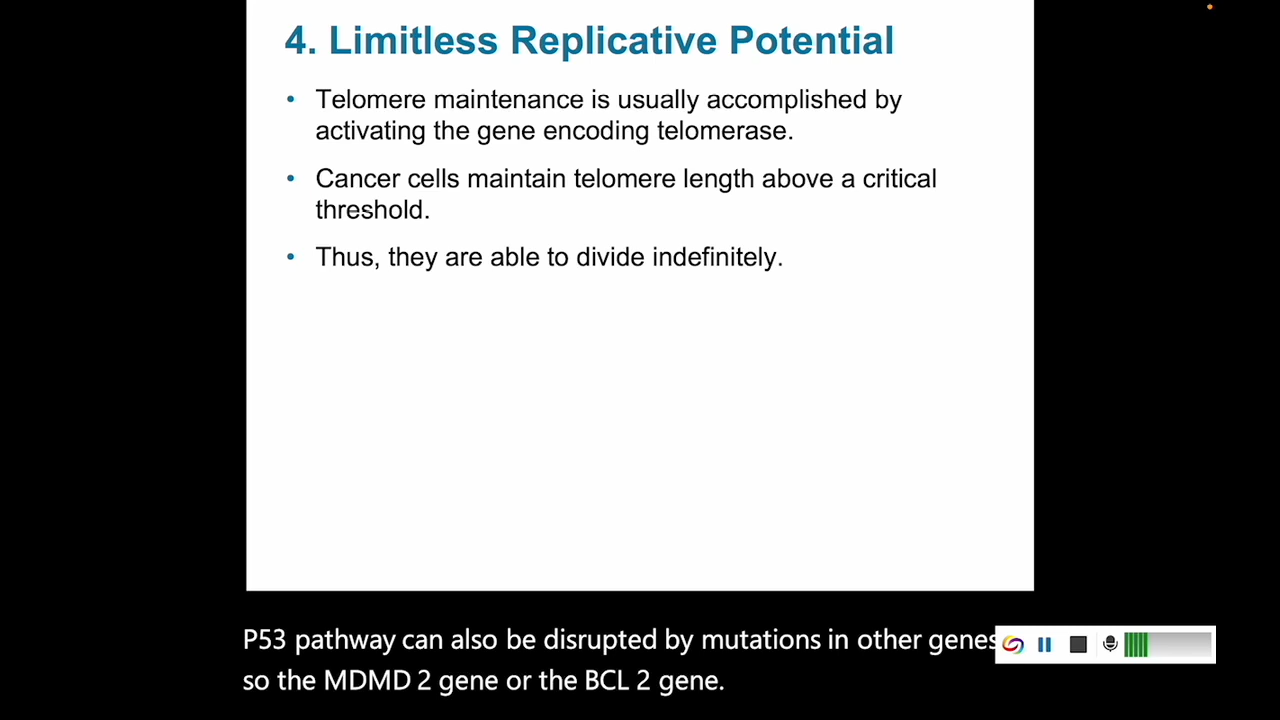 4. Limitless Replicative Potential
• Telomere maintenance is usually accomplished by
activating the gene encoding telomerase.
• Cancer cells maintain telomere length above a critical
threshold.
• Thus, they are able to divide indefinitely.
P53 pathway can also be disrupted by mutations in other genes
so the MDMD 2 gene or the BCL 2 gene.